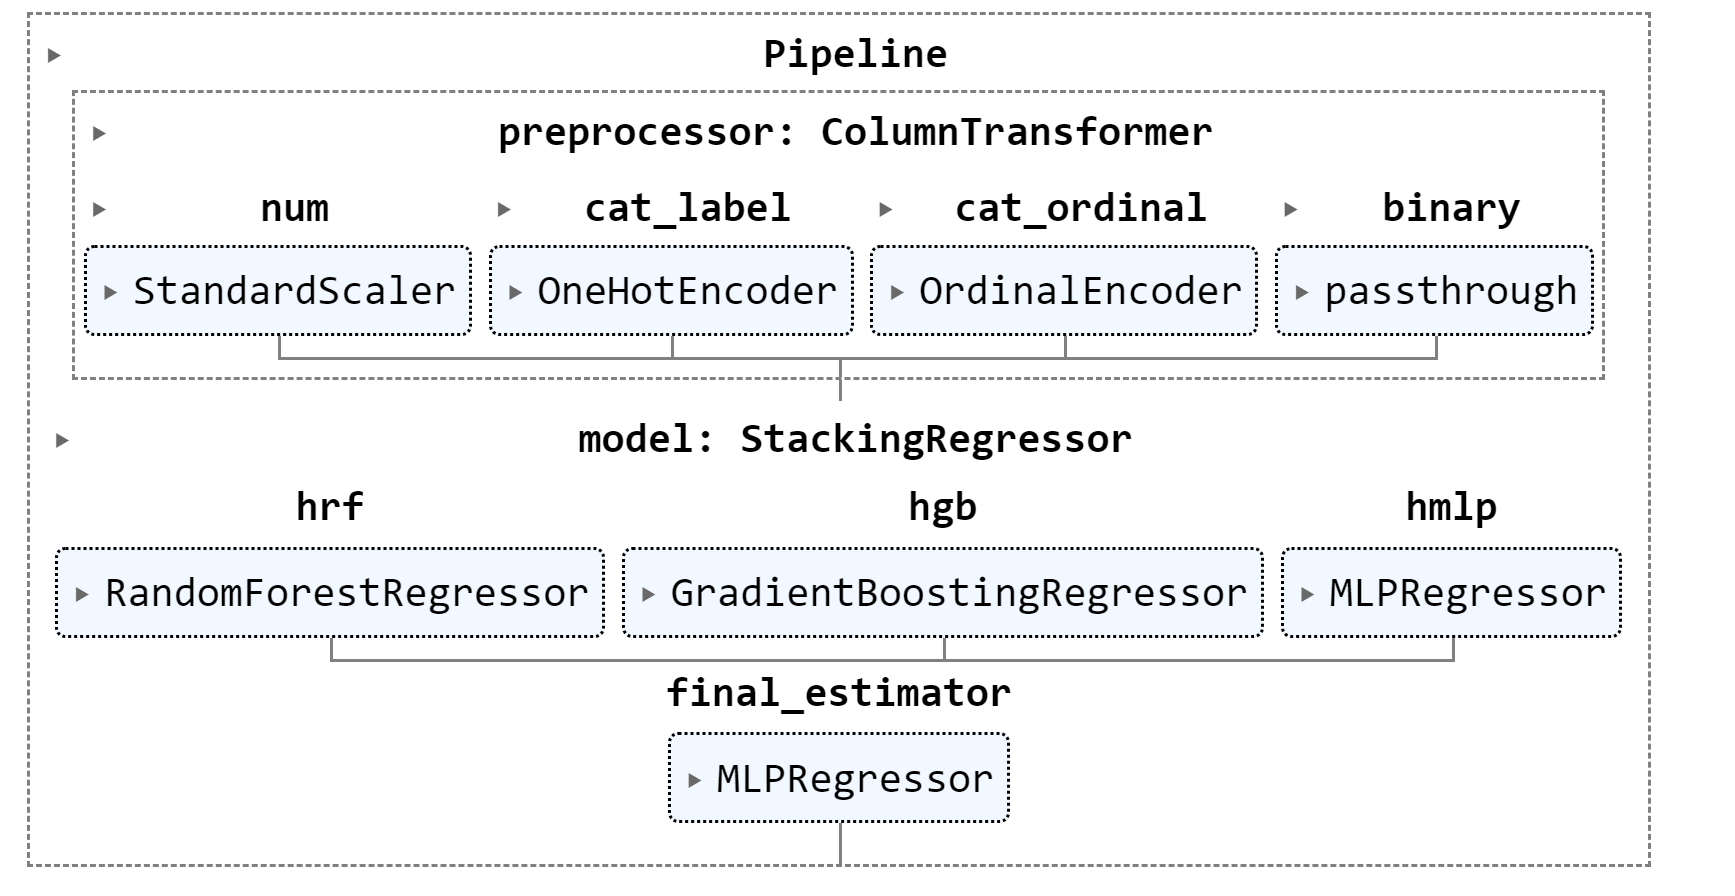 Pipeline
preprocessor: ColumnTransformer
num cat_label cat_ordinal binary
StandardScaler OneHotEncoder OrdinalEncoder passthrough
model: StackingRegressor
hrf hgb hmlp
RandomForestRegressor GradientBoostingRegressor MLPRegressor
final_estimator
MLPRegressor